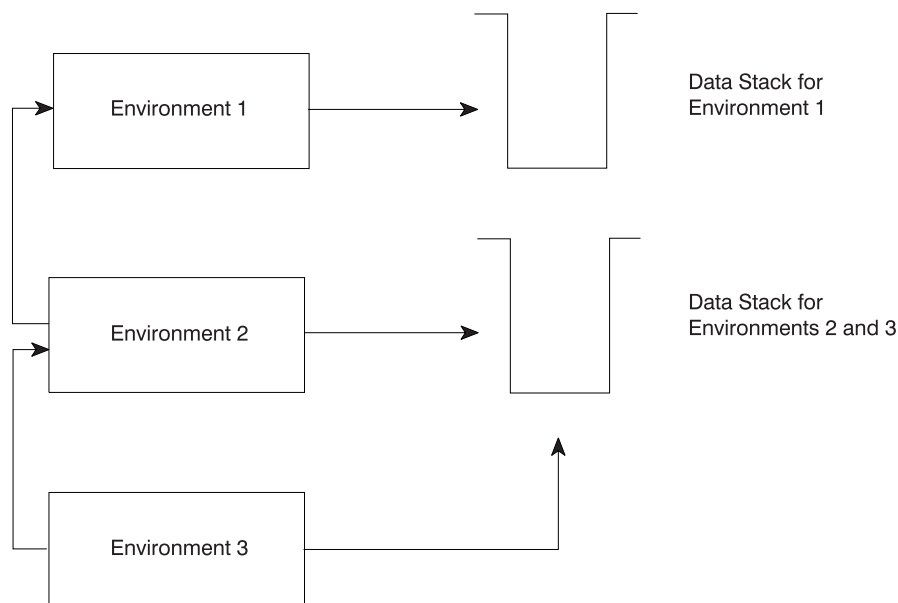 Environment 1
Data Stack for
Environment 1
Environment 2
Data Stack for
Environments 2 and 3
Environment 3